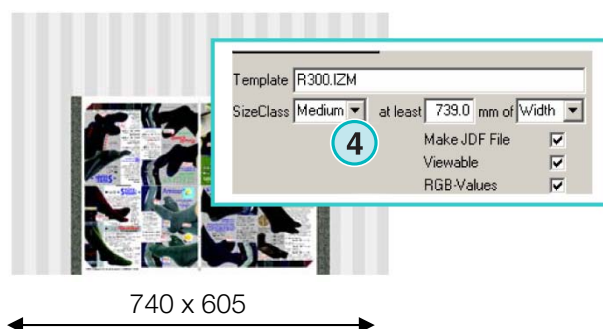 Template R300.IZM
SizeClass Medium at least 739.0 mm of Width
4
Make JDF File
Viewable
RGB-Values
740 x 605